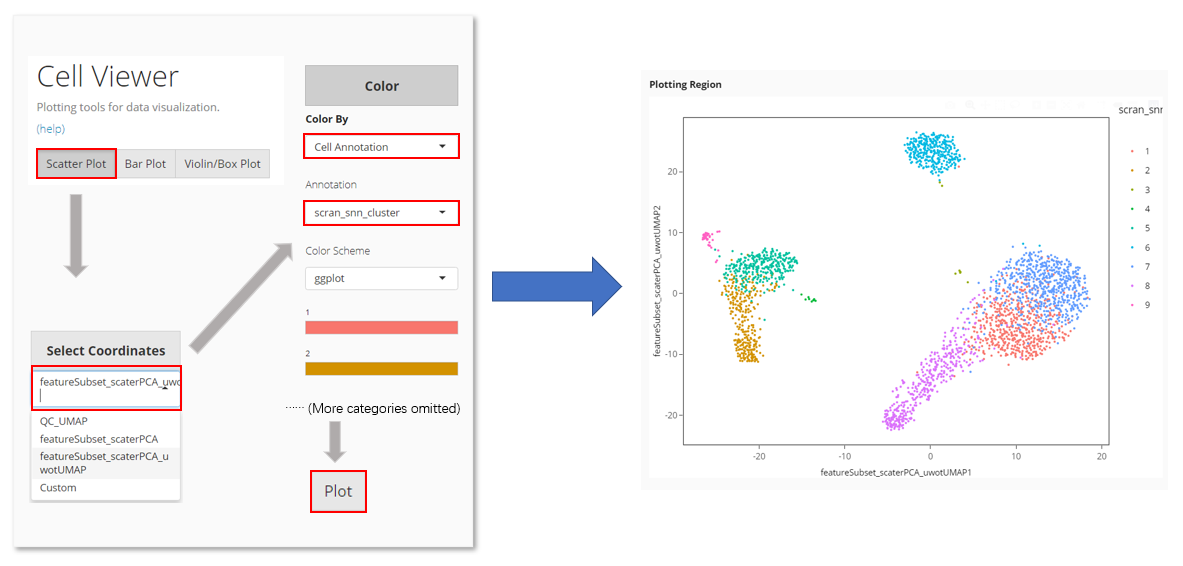 Cell Viewer
Plotting tools for data visualization.
(help)
Scatter Plot
Bar Plot
Violin/Box Plot
Select Coordinates
featureSubset_scaterPCA_uwo
QC_UMAP
featureSubset_scaterPCA
featureSubset_scaterPCA_u
wotUMAP
Custom
Color
Color By
Cell Annotation
Annotation
scran_snn_cluster
Color Scheme
ggplot
1
2
...... (More categories omitted)
Plot
Plotting Region
scran_snr
1
2
3
4
5
6
7
8
9
featureSubset_scaterPCA_uwotUMAP2
20
10
0
-10
-20
-20
-10
0
10
20
featureSubset_scaterPCA_uwotUMAP1